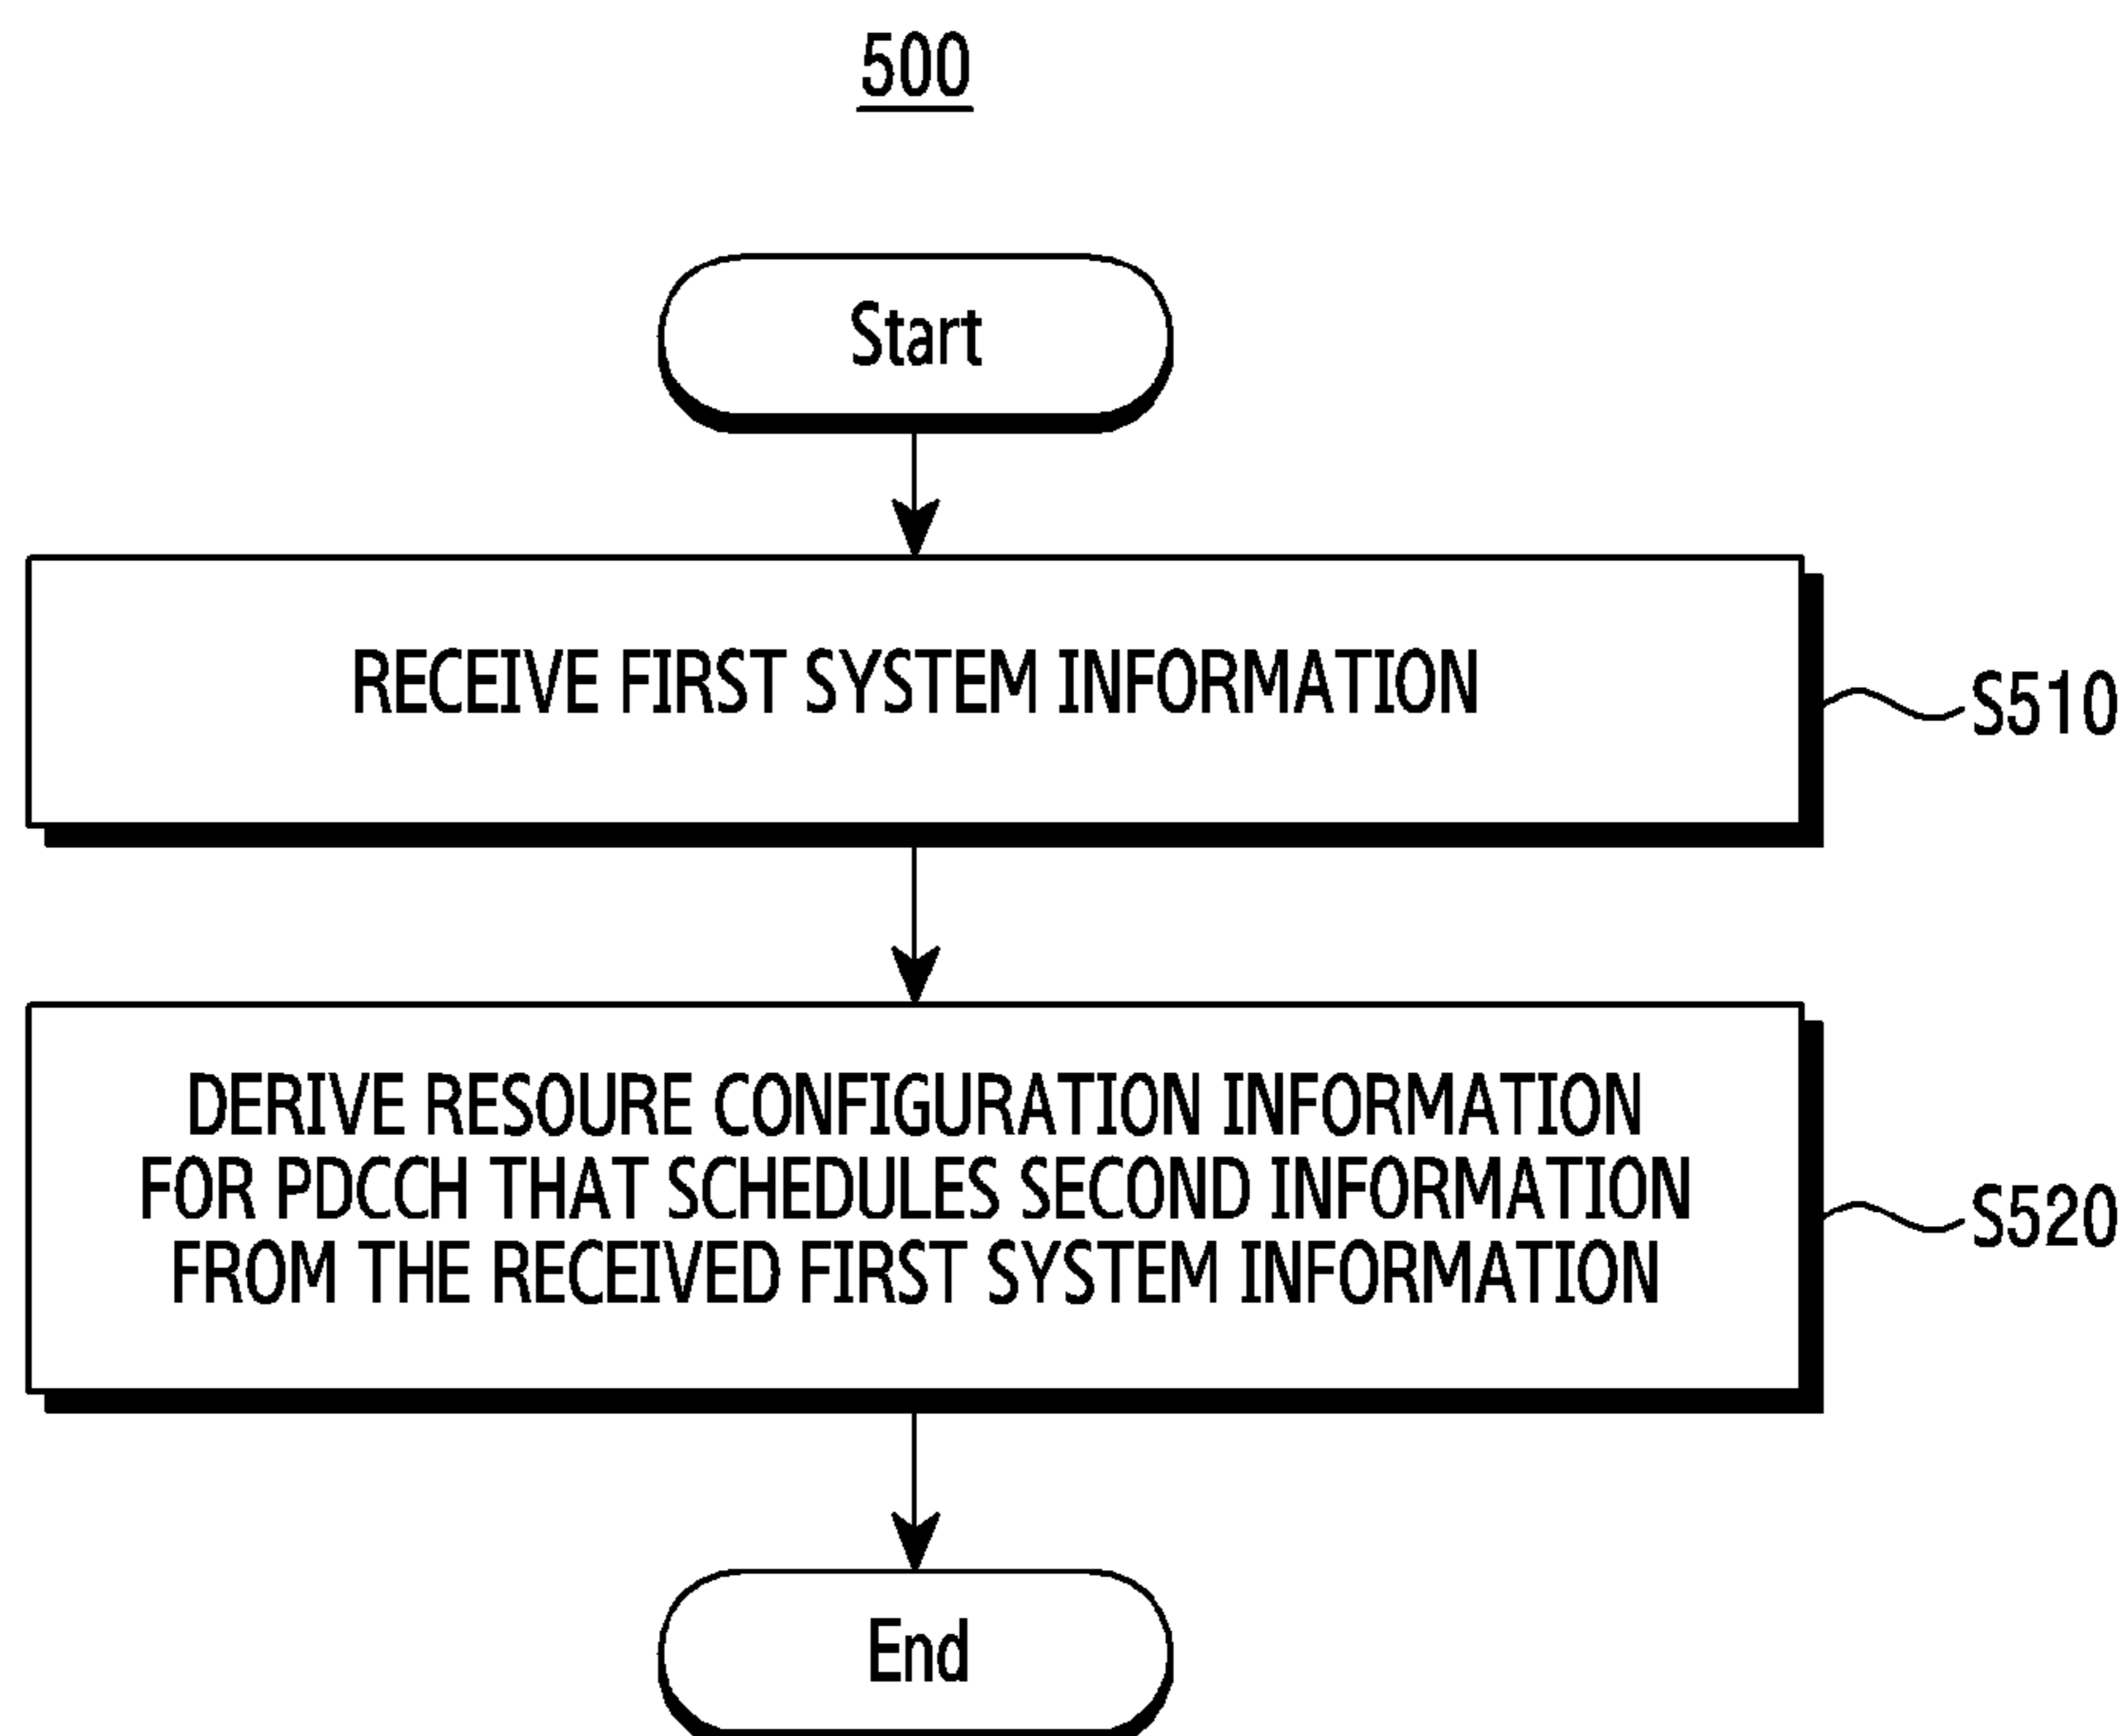 500
Start
RECEIVE FIRST SYSTEM INFORMATION
S510
DERIVE RESOURE CONFIGURATION INFORMATION
FOR PDCCH THAT SCHEDULES SECOND INFORMATION
FROM THE RECEIVED FIRST SYSTEM INFORMATION
S520
End